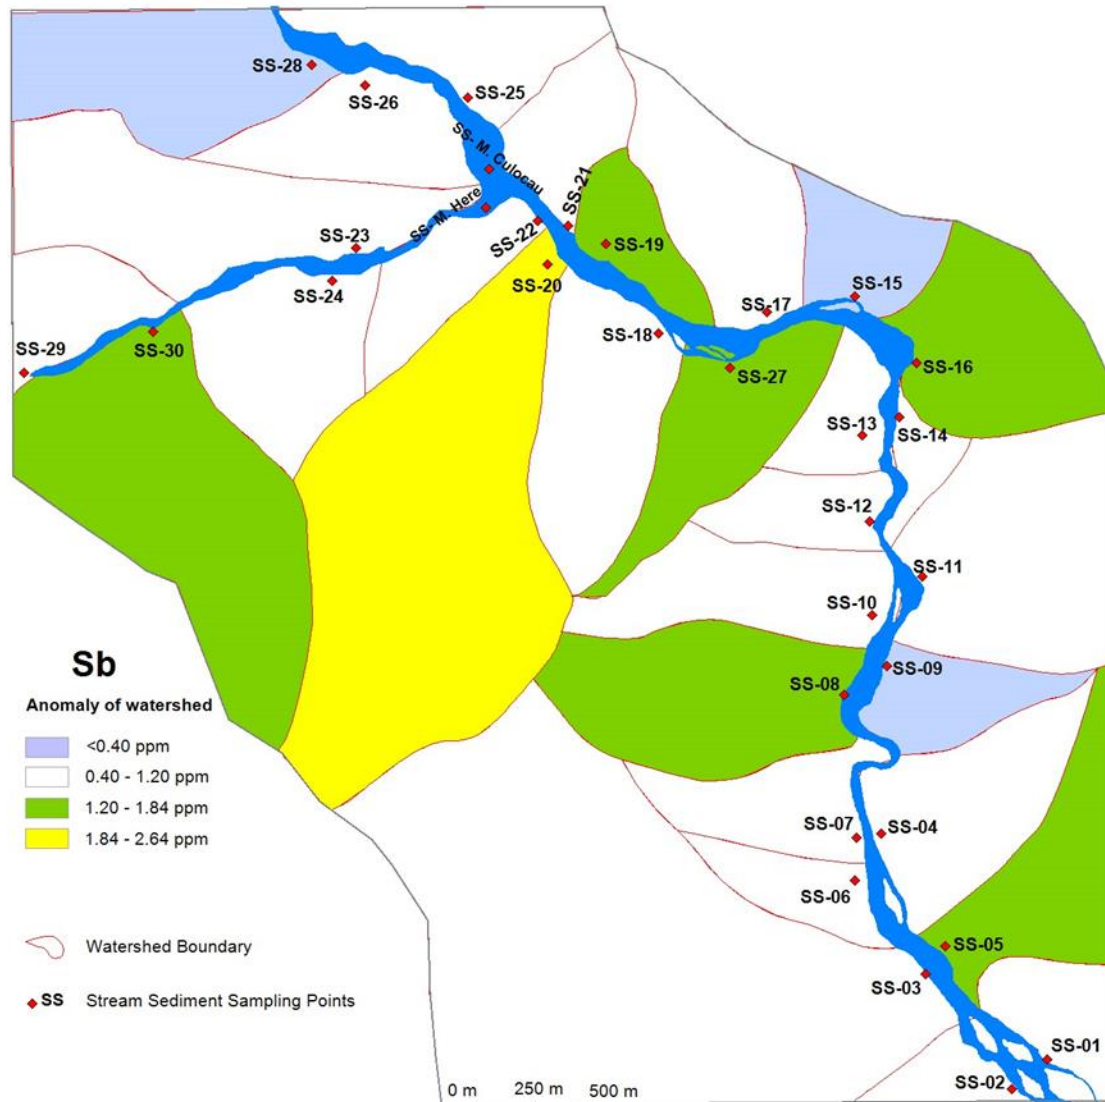 SS-28
SS-26
SS-25
SS- M. Culocau
SS- M. Here
SS-21
SS-22
SS-19
SS-23
SS-20
SS-24
SS-15
SS-17
SS-18
SS-16
SS-27
SS-29
SS-30
SS-13
SS-14
SS-12
SS-11
SS-10
SS-09
SS-08
Sb
Anomaly of watershed
<0.40 ppm
0.40 - 1.20 ppm
1.20 - 1.84 ppm
1.84 - 2.64 ppm
SS-07
SS-04
SS-06
SS-05
SS-03
Watershed Boundary
SS Stream Sediment Sampling Points
SS-01
SS-02
0 m 250 m 500 m